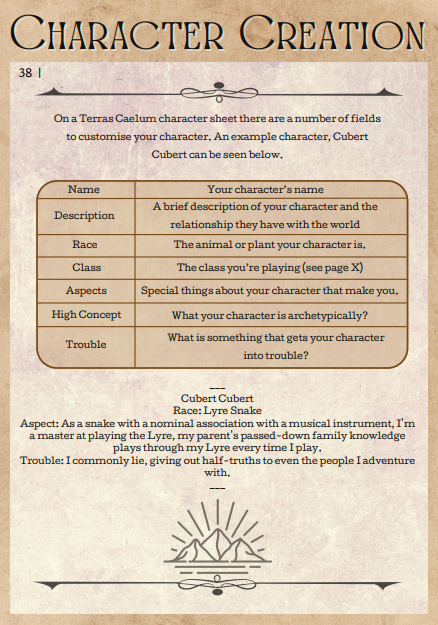 Character Creation
38 |
On a Terras Caelum character sheet there are a number of fields
to customise your character. An example character, Cubert
Cubert can be seen below.
Name Your character's name
Description A brief description of your character and the
relationship they have with the world
Race The animal or plant your character is.
Class The class you're playing (see page X)
Aspects Special things about your character that make you.
High Concept What your character is archetypically?
Trouble What is something that gets your character
into trouble?
---
Cubert Cubert
Race: Lyre Snake
Aspect: As a snake with a nominal association with a musical instrument, I'm
a master at playing the Lyre, my parent's passed-down family knowledge
plays through my Lyre every time I play.
Trouble: I commonly lie, giving out half-truths to even the people I adventure
with.
---